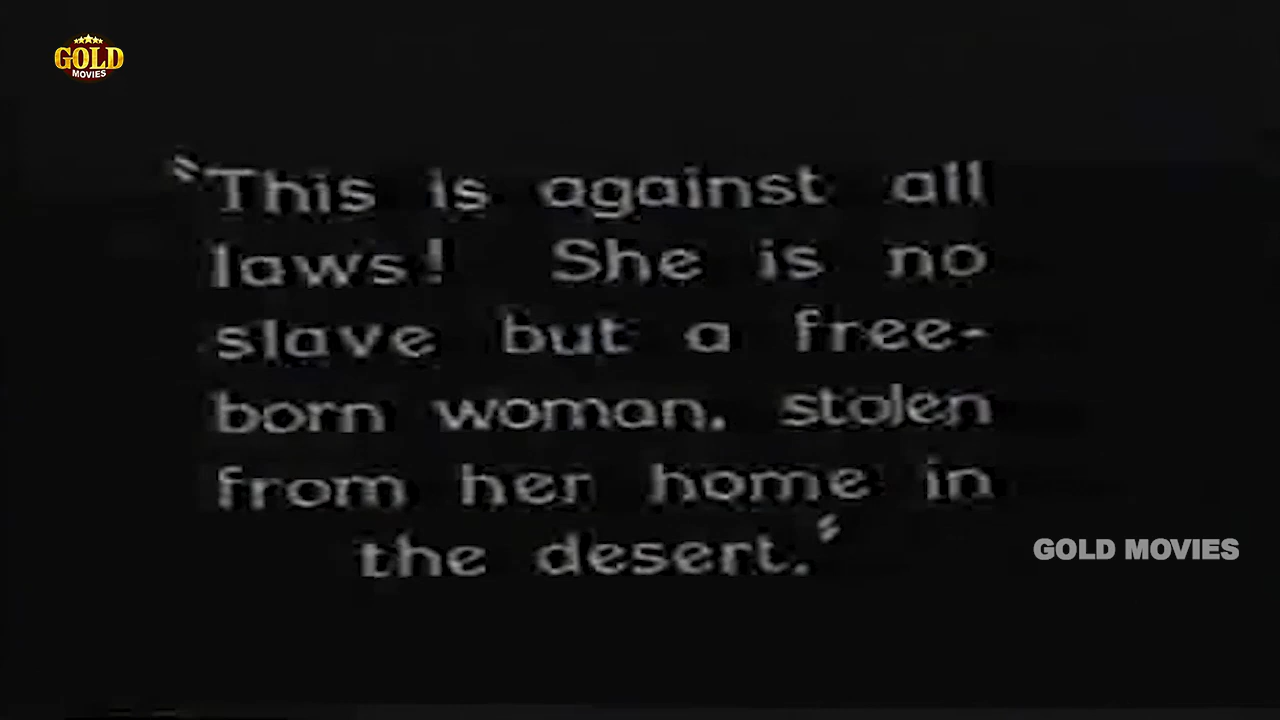 GOLD
MOVIES
"This is against all
laws! She is no
slave but a free-
born woman, stolen
from her home in
the desert."
GOLD MOVIES